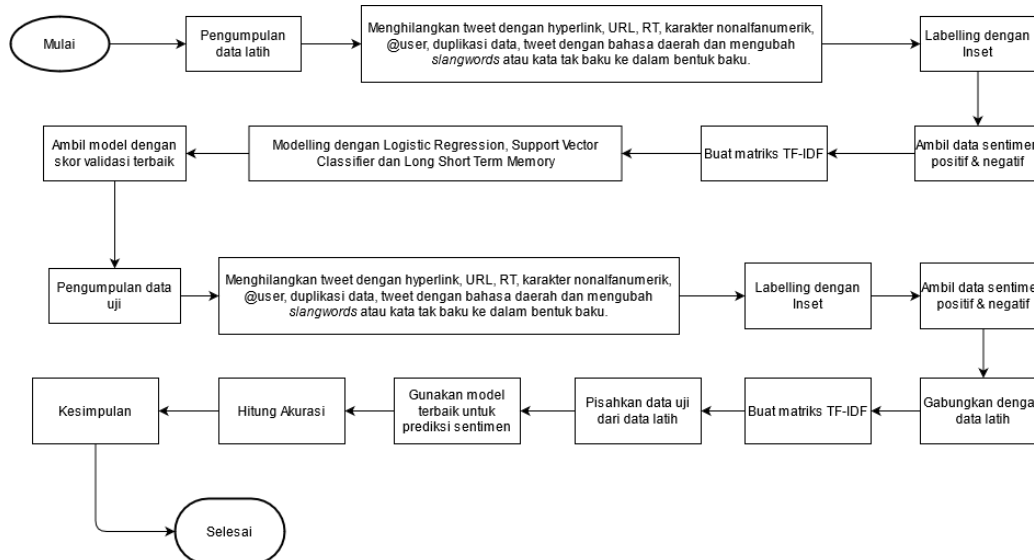 Mulai
Pengumpulan
data latih
Menghilangkan tweet dengan hyperlink, URL, RT, karakter nonalfanumerik,
@user, duplikasi data, tweet dengan bahasa daerah dan mengubah
slangwords atau kata tak baku ke dalam bentuk baku.
Labelling dengan
Inset
Ambil data sentimen
positif & negatif
Buat matriks TF-IDF
Modelling dengan Logistic Regression, Support Vector
Classifier dan Long Short Term Memory
Ambil model dengan
skor validasi terbaik
Pengumpulan data
uji
Menghilangkan tweet dengan hyperlink, URL, RT, karakter nonalfanumerik,
@user, duplikasi data, tweet dengan bahasa daerah dan mengubah
slangwords atau kata tak baku ke dalam bentuk baku.
Labelling dengan
Inset
Ambil data sentimen
positif & negatif
Gabungkan dengan
data latih
Buat matriks TF-IDF
Pisahkan data uji
dari data latih
Gunakan model
terbaik untuk
prediksi sentimen
Hitung Akurasi
Kesimpulan
Selesai